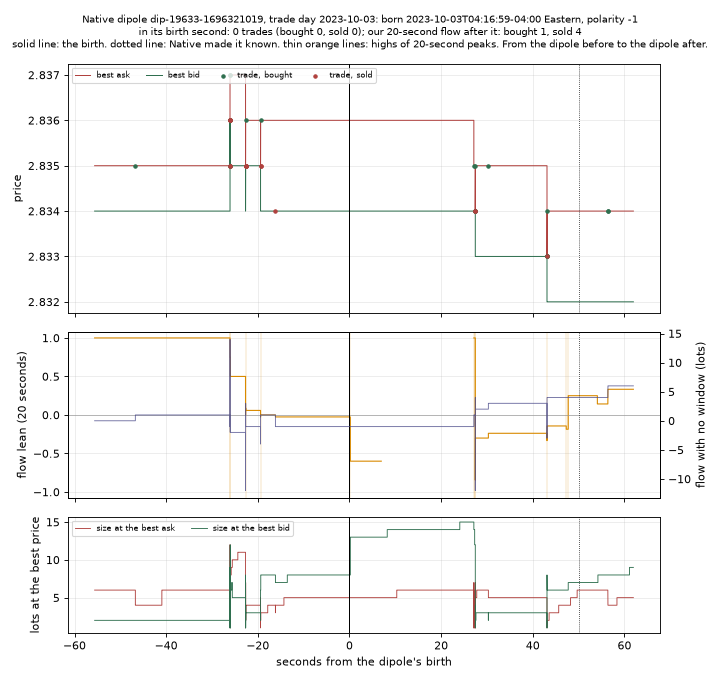 Native dipole dip-19633-1696321019, trade day 2023-10-03: born 2023-10-03T04:16:59-04:00 Eastern, polarity -1
in its birth second: 0 trades (bought 0, sold 0); our 20-second flow after it: bought 1, sold 4
solid line: the birth. dotted line: Native made it known. thin orange lines: highs of 20-second peaks. From the dipole before to the dipole after.
best ask
best bid
trade, bought
trade, sold
2.837
2.836
2.835
2.834
2.833
2.832
price
1.0
0.5
0.0
−0.5
−1.0
flow lean (20 seconds)
15
10
5
0
−5
−10
flow with no window (lots)
size at the best ask
size at the best bid
15
10
5
lots at the best price
−60
−40
−20
0
20
40
60
seconds from the dipole's birth